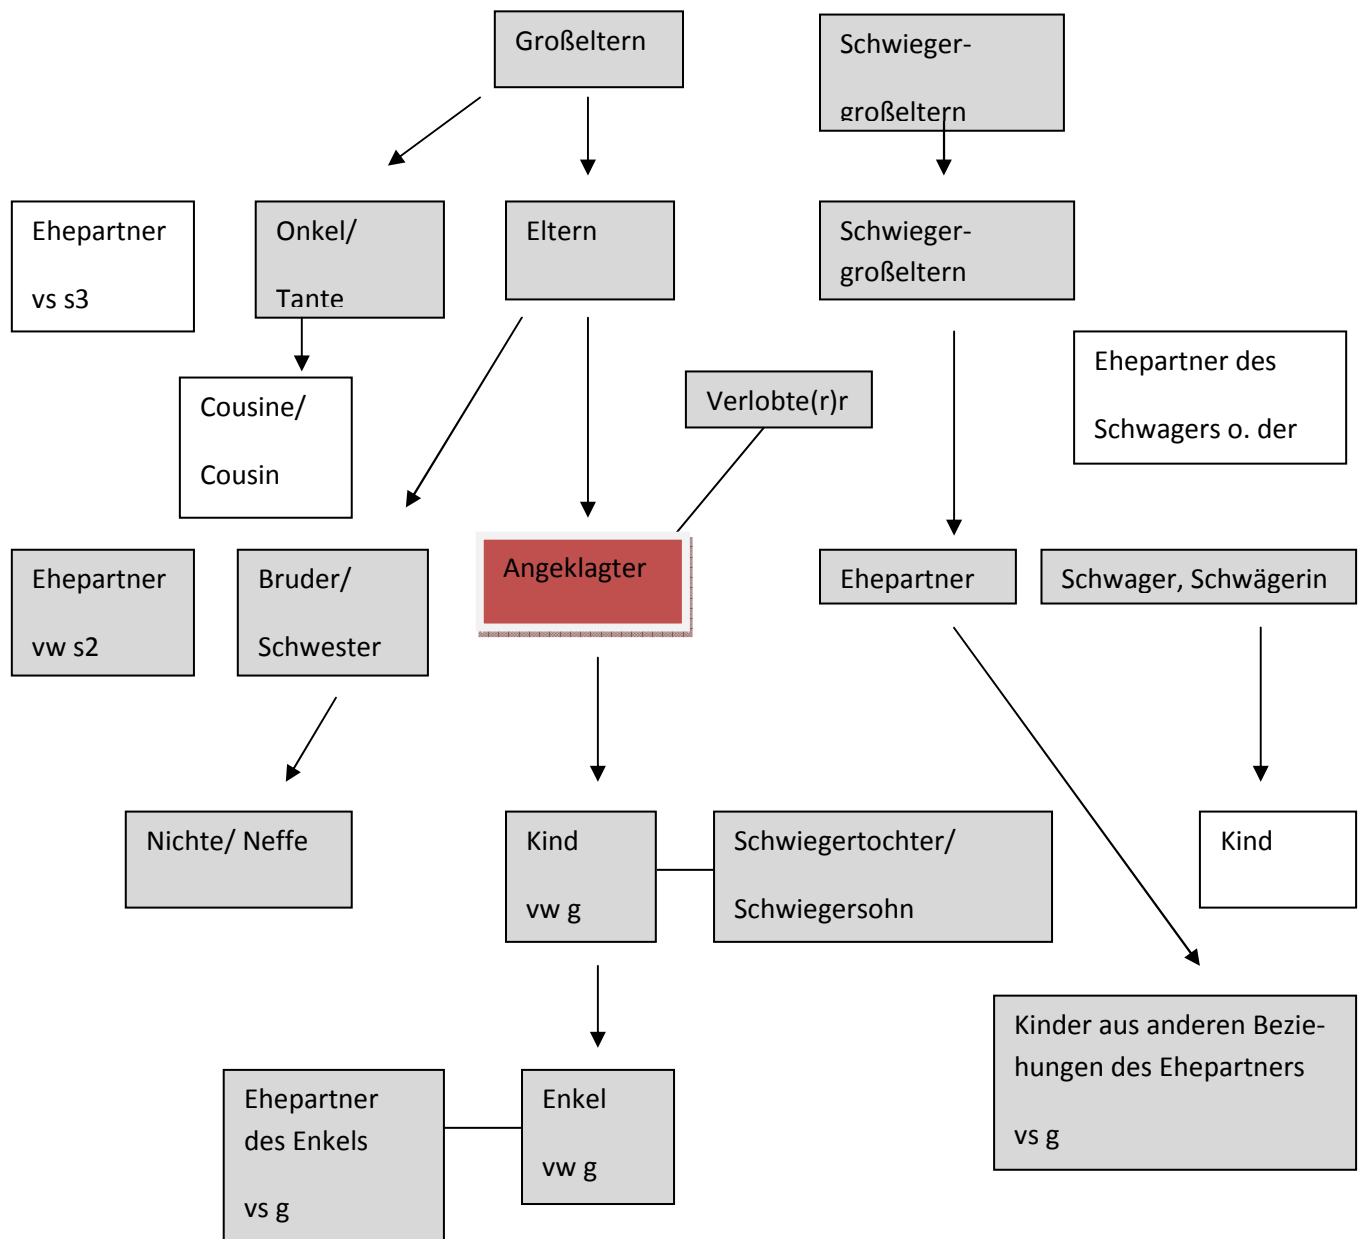 Großeltern
Schwieger-
großeltern
Ehepartner
vs s3
Onkel/
Tante
Eltern
Schwieger-
großeltern
Ehepartner des
Schwagers o. der
Cousine/
Cousin
Verlobte(r)r
Ehepartner
vw s2
Bruder/
Schwester
Angeklagter
Ehepartner
Schwager, Schwägerin
Nichte/ Neffe
Kind
vw g
Schwiegertochter/
Schwiegersohn
Kind
Kinder aus anderen Bezie-
hungen des Ehepartners
vs g
Ehepartner
des Enkels
vs g
Enkel
vw g